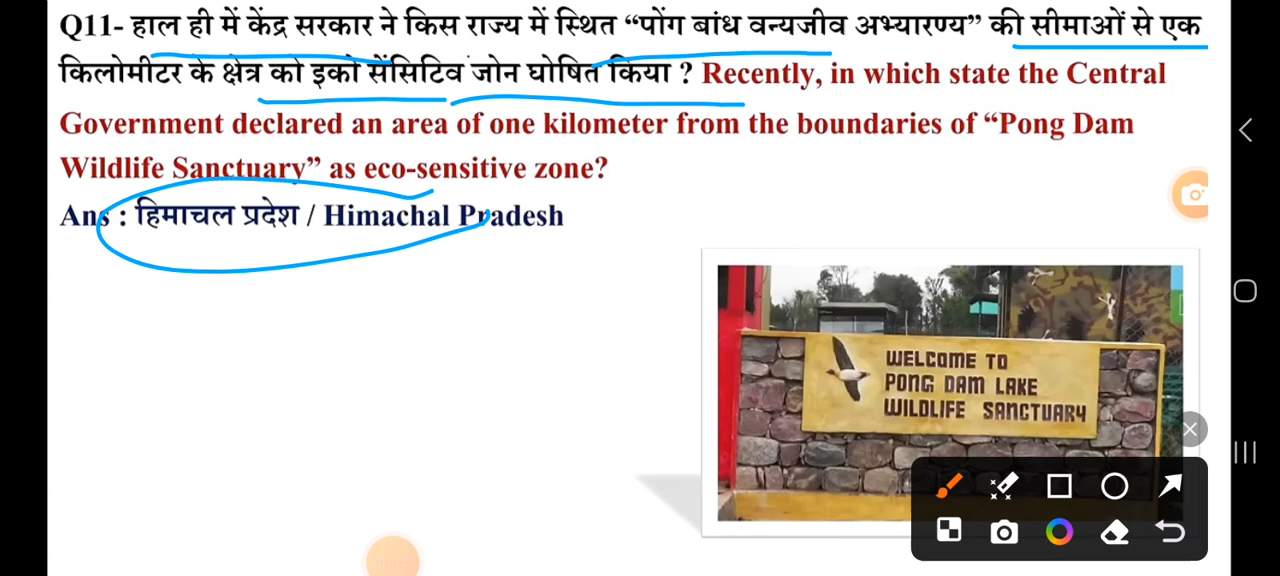 Q11- हाल ही में केंद्र सरकार ने किस राज्य में स्थित “पोंग बांध वन्यजीव अभ्यारण्य” की सीमाओं से एक
किलोमीटर के क्षेत्र को इको सेंसिटिव जोन घोषित किया ? Recently, in which state the Central
Government declared an area of one kilometer from the boundaries of “Pong Dam
Wildlife Sanctuary” as eco-sensitive zone?
Ans : हिमाचल प्रदेश / Himachal Pradesh
WELCOME TO
PONG DAM LAKE
WILDLIFE SANCTUARY